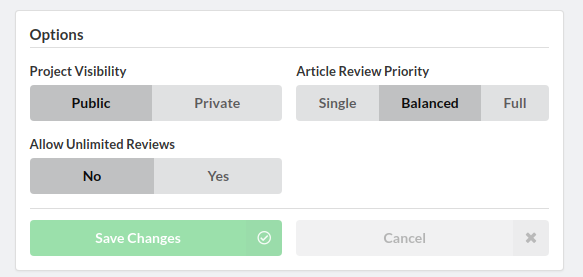 Options
Project Visibility
Article Review Priority
Public Private
Single Balanced Full
Allow Unlimited Reviews
No Yes
Save Changes
Cancel